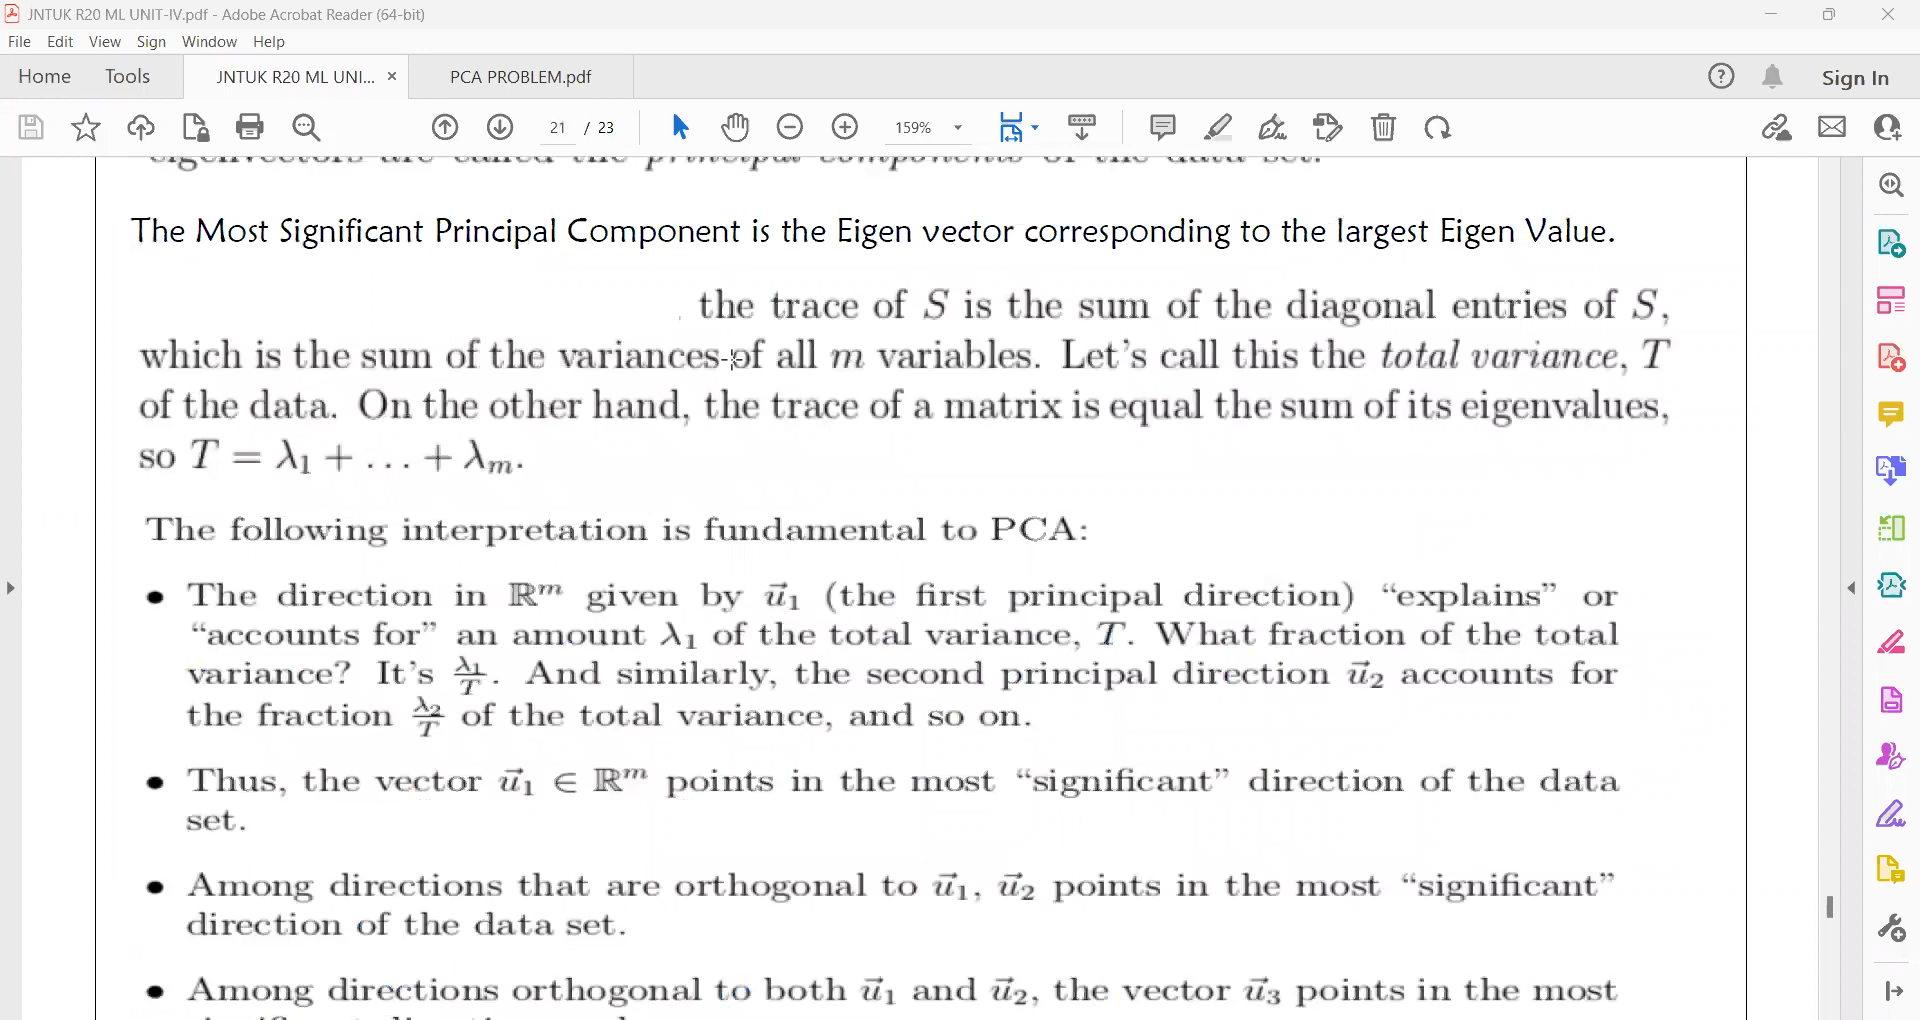 JNTUK R20 ML UNIT-IV.pdf - Adobe Acrobat Reader (64-bit)
File Edit View Sign Window Help
Home Tools JNTUK R20 ML UNI... × PCA PROBLEM.pdf Sign In
21 / 23 159%
eigenvectors are called the principal components of the data set.
The Most Significant Principal Component is the Eigen vector corresponding to the largest Eigen Value.
the trace of S is the sum of the diagonal entries of S,
which is the sum of the variances of all m variables. Let's call this the total variance, T
of the data. On the other hand, the trace of a matrix is equal the sum of its eigenvalues,
so T = λ₁ + . . . + λₘ.
The following interpretation is fundamental to PCA:
• The direction in ℝᵐ given by u⃗₁ (the first principal direction) “explains” or
“accounts for” an amount λ₁ of the total variance, T. What fraction of the total
variance? It's λ₁/T. And similarly, the second principal direction u⃗₂ accounts for
the fraction λ₂/T of the total variance, and so on.
• Thus, the vector u⃗₁ ∈ ℝᵐ points in the most “significant” direction of the data
set.
• Among directions that are orthogonal to u⃗₁, u⃗₂ points in the most “significant”
direction of the data set.
• Among directions orthogonal to both u⃗₁ and u⃗₂, the vector u⃗₃ points in the most